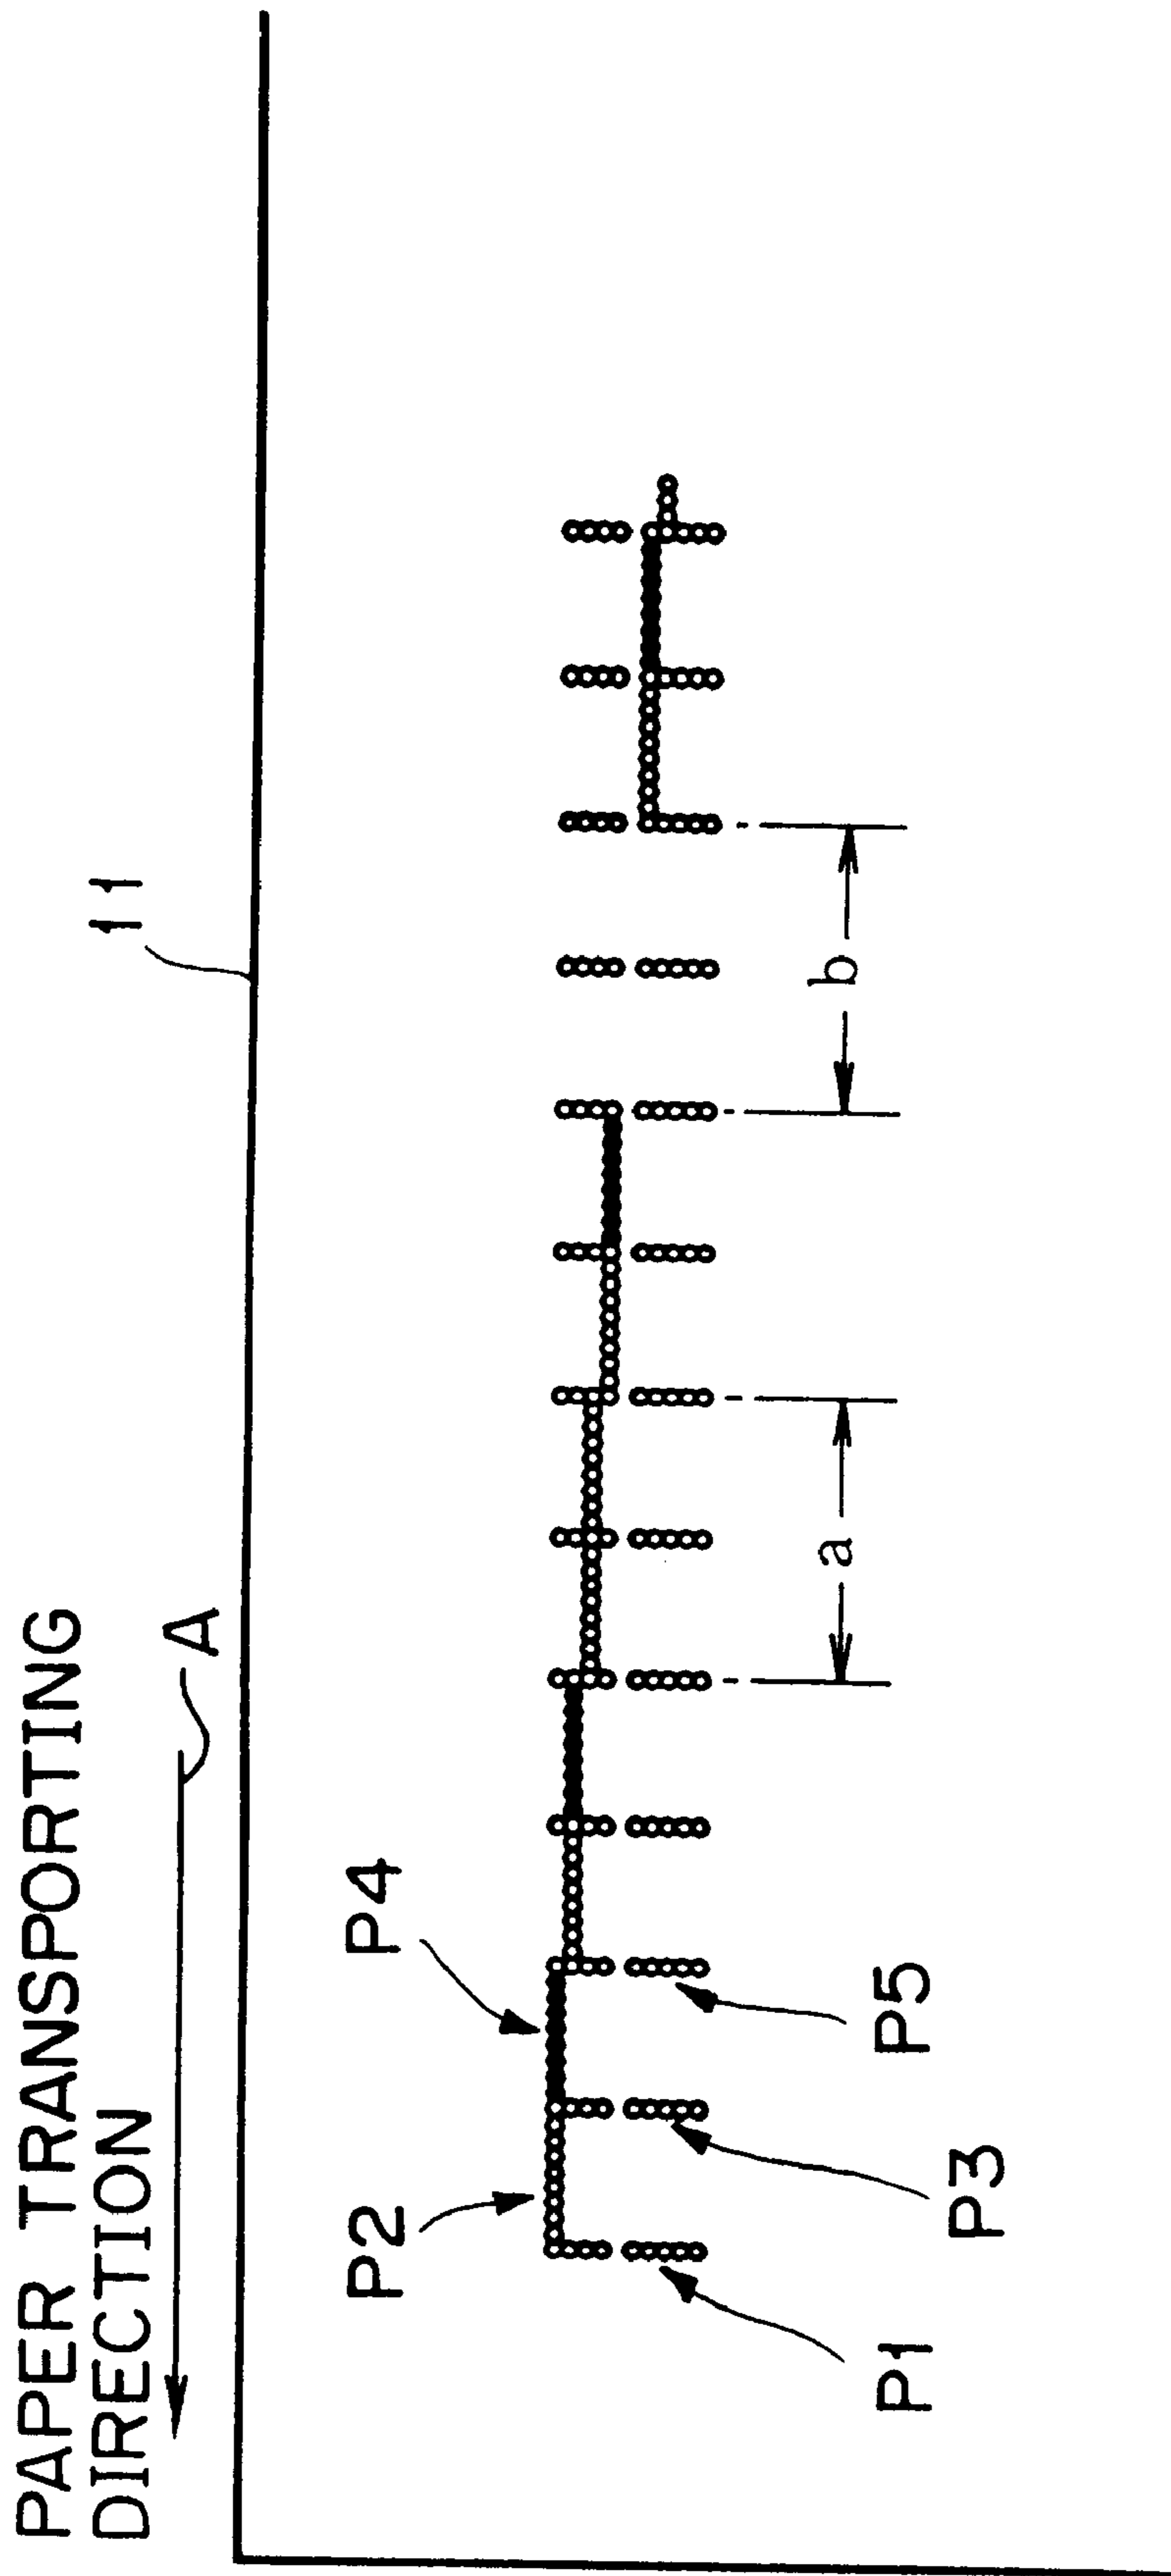 PAPER TRANSPORTING
DIRECTION
A
11
P2
P4
P1
P3
P5
a
b